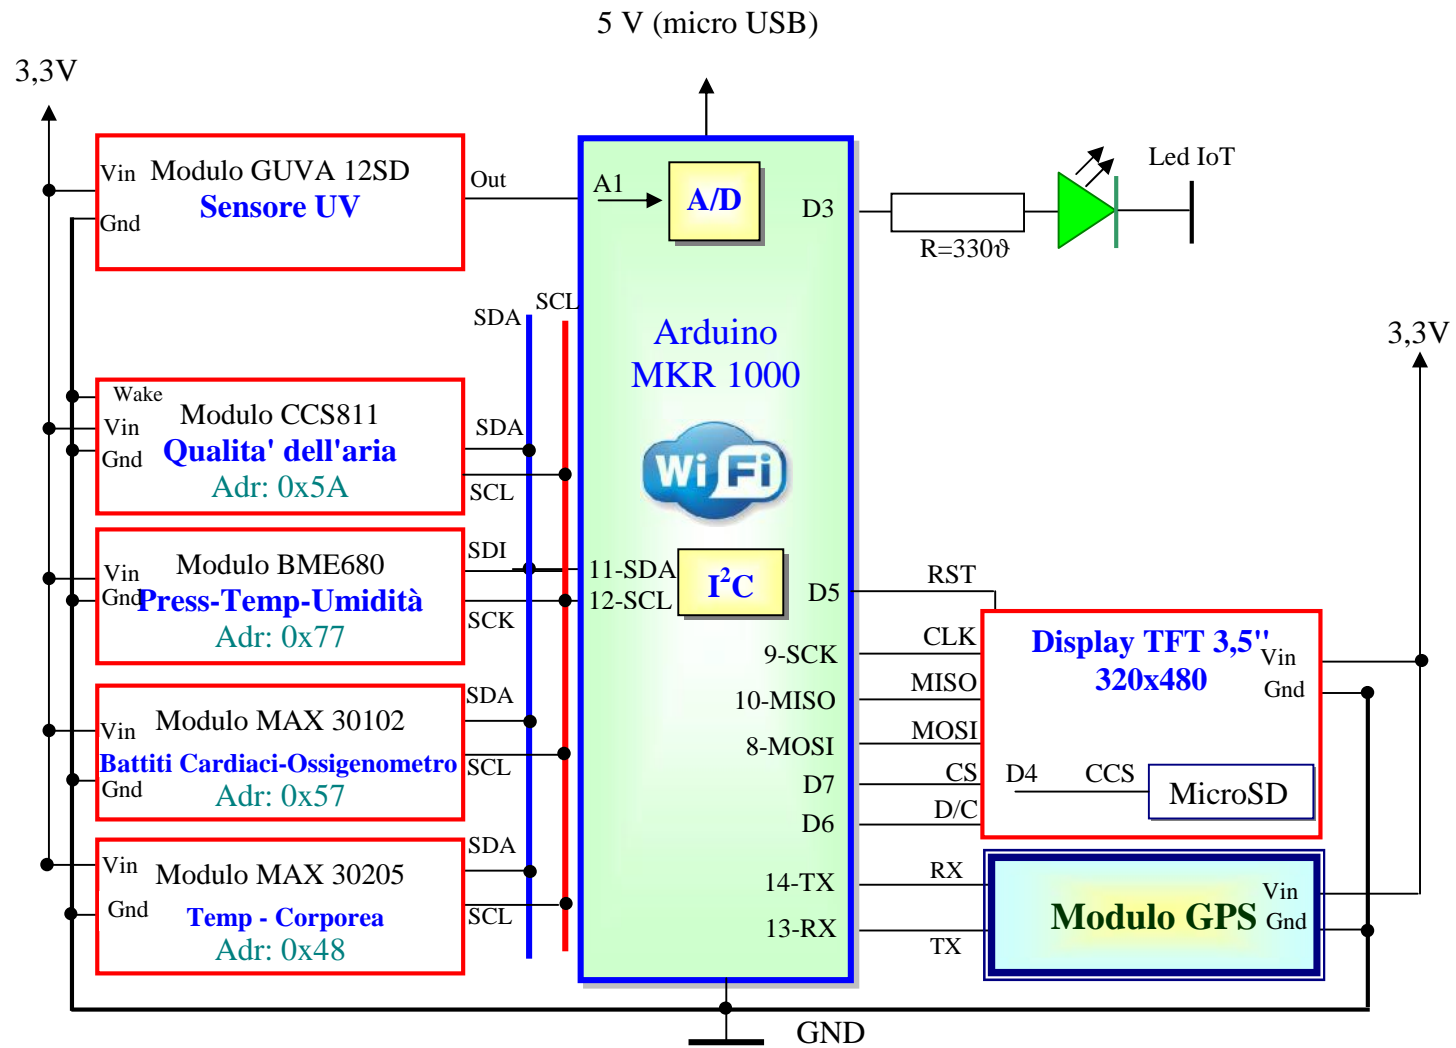 5 V (micro USB)
3,3V
Vin
Modulo GUVA 12SD
Sensore UV
Gnd
Out
A1
A/D
D3
R=330ϑ
Led IoT
SDA
SCL
Arduino
MKR 1000
Wi Fi
3,3V
Wake
Modulo CCS811
Vin
Qualita' dell'aria
Gnd
Adr: 0x5A
SDA
SCL
Modulo BME680
Vin
Gnd
Press-Temp-Umidità
Adr: 0x77
SDI
SCK
11-SDA
12-SCL
I²C
D5
RST
9-SCK
CLK
10-MISO
MISO
8-MOSI
MOSI
D7
CS
D6
D/C
Display TFT 3,5''
320x480
Vin
Gnd
D4
CCS
MicroSD
Modulo MAX 30102
Vin
Battiti Cardiaci-Ossigenometro
Gnd
Adr: 0x57
SDA
SCL
Modulo MAX 30205
Vin
Gnd
Temp - Corporea
Adr: 0x48
SDA
SCL
14-TX
RX
13-RX
TX
Modulo GPS
Vin
Gnd
GND